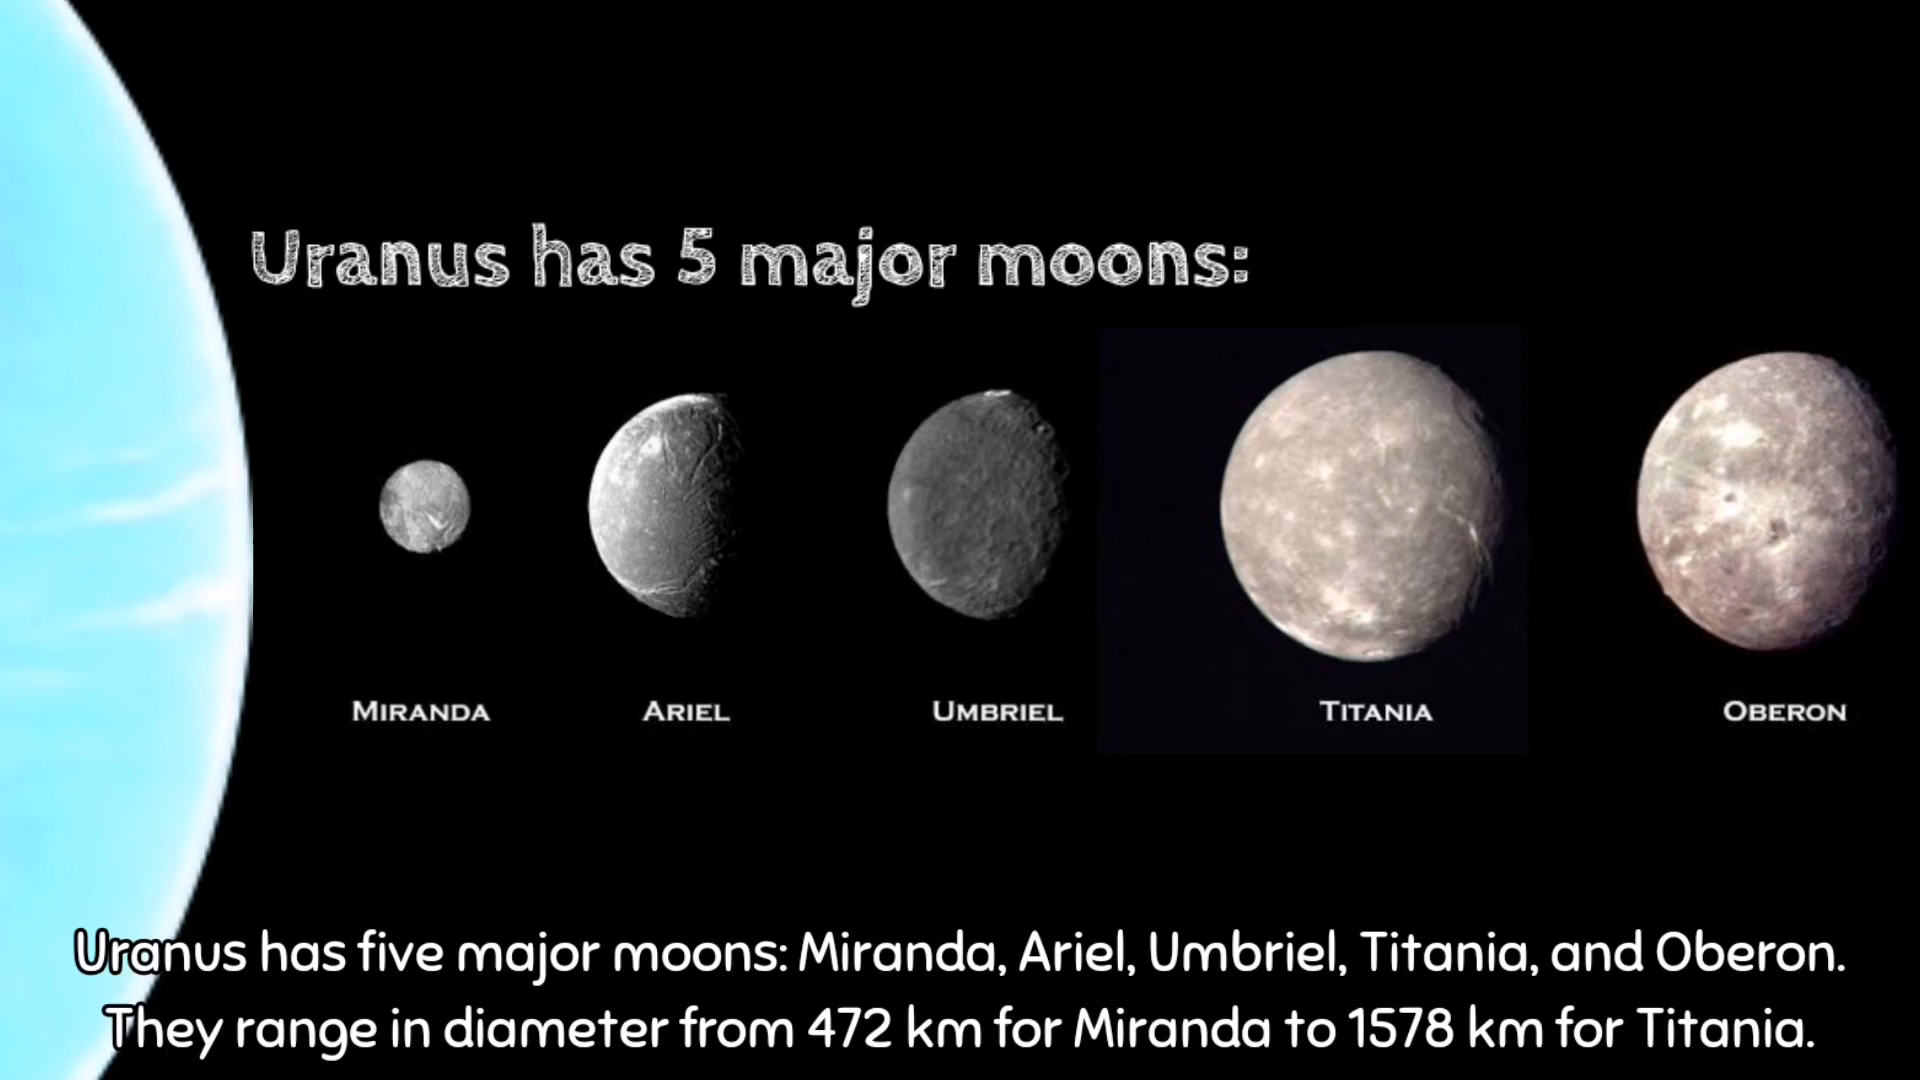 Uranus has 5 major moons:
MIRANDA ARIEL UMBRIEL TITANIA OBERON
Uranus has five major moons: Miranda, Ariel, Umbriel, Titania, and Oberon.
They range in diameter from 472 km for Miranda to 1578 km for Titania.